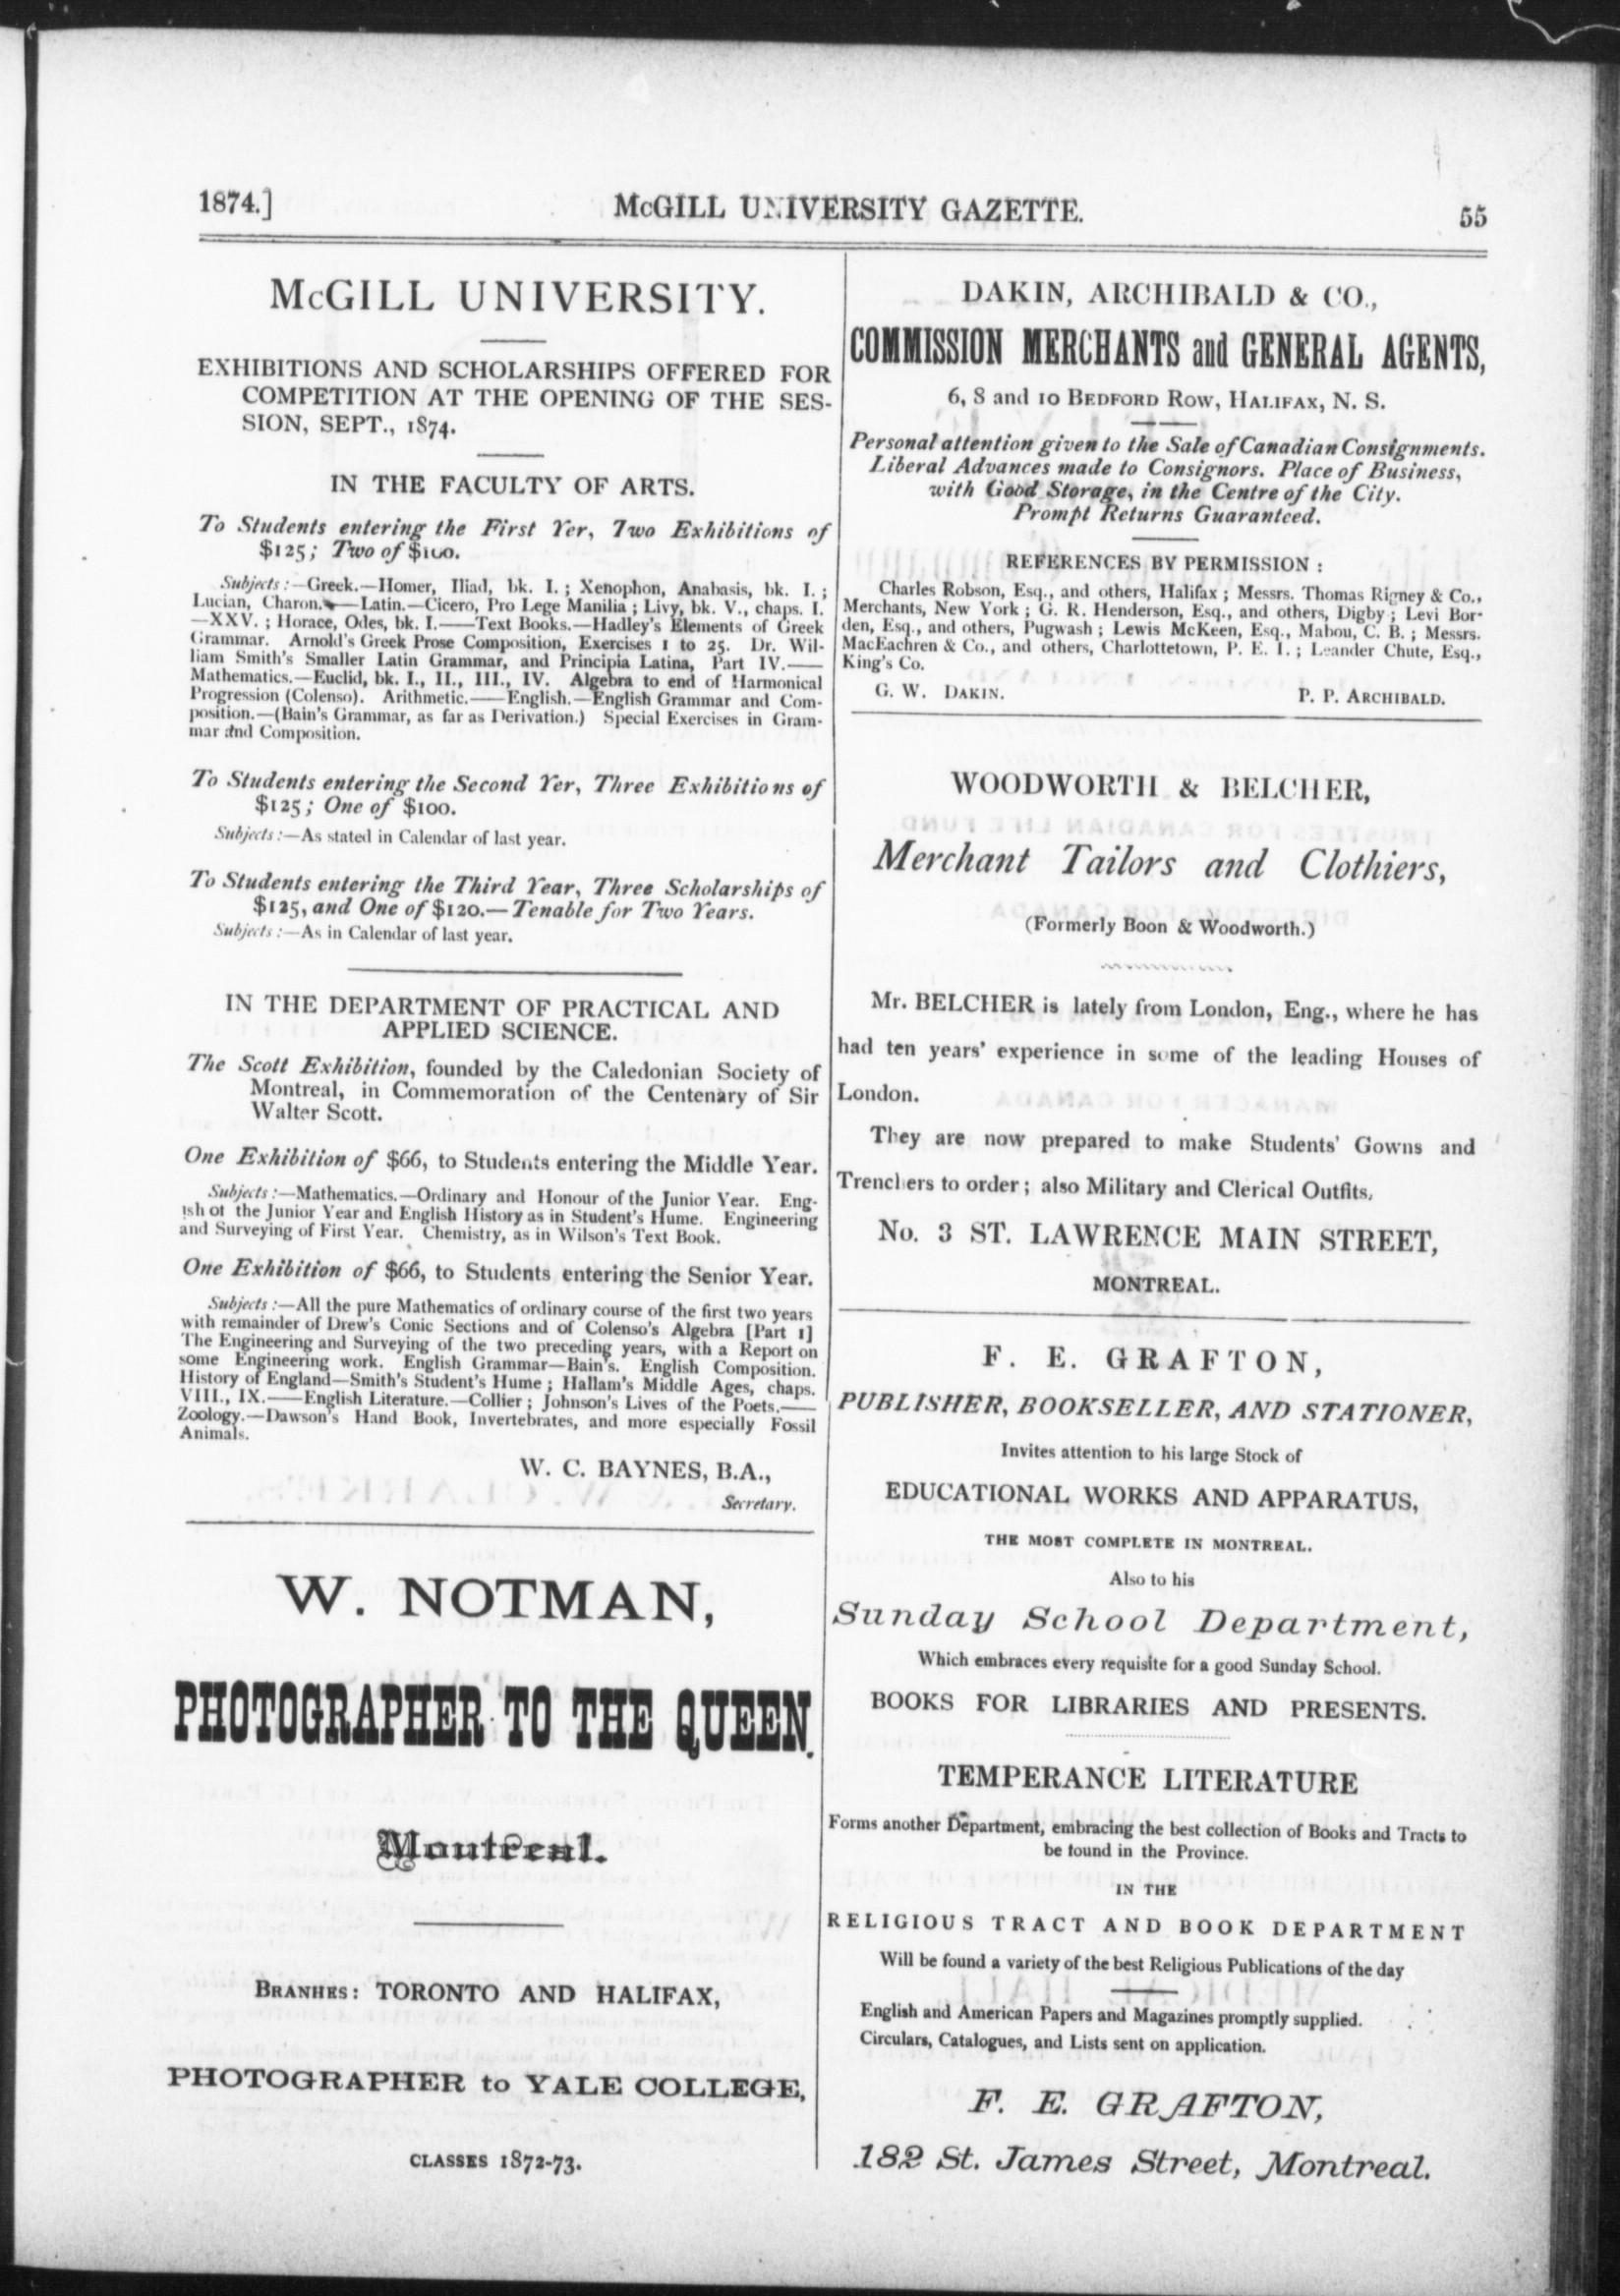 1874.]
McGILL UNIVERSITY GAZETTE.
55
McGILL UNIVERSITY.
EXHIBITIONS AND SCHOLARSHIPS OFFERED FOR
COMPETITION AT THE OPENING OF THE SES-
SION, SEPT., 1874.
IN THE FACULTY OF ARTS.
To Students entering the First Yer, Two Exhibitions of
$125; Two of $100.
Subjects:—Greek.—Homer, Iliad, bk. I.; Xenophon, Anabasis, bk. I.;
Lucian, Charon.—Latin.—Cicero, Pro Lege Manilia; Livy, bk. V., chaps. I.
—XXV.; Horace, Odes, bk. I.——Text Books.—Hadley's Elements of Greek
Grammar. Arnold's Greek Prose Composition, Exercises 1 to 25. Dr. Wil-
liam Smith's Smaller Latin Grammar, and Principia Latina, Part IV.——
Mathematics.—Euclid, bk. I., II., III., IV. Algebra to end of Harmonical
Progression (Colenso). Arithmetic.——English.—English Grammar and Com-
position.—(Bain's Grammar, as far as Derivation.) Special Exercises in Gram-
mar and Composition.
To Students entering the Second Yer, Three Exhibitions of
$125; One of $100.
Subjects:—As stated in Calendar of last year.
To Students entering the Third Year, Three Scholarships of
$125, and One of $120.—Tenable for Two Years.
Subjects:—As in Calendar of last year.
IN THE DEPARTMENT OF PRACTICAL AND
APPLIED SCIENCE.
The Scott Exhibition, founded by the Caledonian Society of
Montreal, in Commemoration of the Centenary of Sir
Walter Scott.
One Exhibition of $66, to Students entering the Middle Year.
Subjects:—Mathematics.—Ordinary and Honour of the Junior Year. Eng-
ish of the Junior Year and English History as in Student's Hume. Engineering
and Surveying of First Year. Chemistry, as in Wilson's Text Book.
One Exhibition of $66, to Students entering the Senior Year.
Subjects:—All the pure Mathematics of ordinary course of the first two years
with remainder of Drew's Conic Sections and of Colenso's Algebra [Part 1]
The Engineering and Surveying of the two preceding years, with a Report on
some Engineering work. English Grammar—Bain's. English Composition.
History of England—Smith's Student's Hume; Hallam's Middle Ages, chaps.
VIII., IX.——English Literature.—Collier; Johnson's Lives of the Poets.——
Zoology.—Dawson's Hand Book, Invertebrates, and more especially Fossil
Animals.
W. C. BAYNES, B.A.,
Secretary.
W. NOTMAN,
PHOTOGRAPHER TO THE QUEEN.
Montreal.
BRANHES: TORONTO AND HALIFAX,
PHOTOGRAPHER to YALE COLLEGE,
CLASSES 1872-73.
DAKIN, ARCHIBALD & CO.,
COMMISSION MERCHANTS and GENERAL AGENTS,
6, 8 and 10 BEDFORD ROW, HALIFAX, N. S.
Personal attention given to the Sale of Canadian Consignments.
Liberal Advances made to Consignors. Place of Business,
with Good Storage, in the Centre of the City.
Prompt Returns Guaranteed.
REFERENCES BY PERMISSION:
Charles Robson, Esq., and others, Halifax; Messrs. Thomas Rigney & Co.,
Merchants, New York; G. R. Henderson, Esq., and others, Digby; Levi Bor-
den, Esq., and others, Pugwash; Lewis McKeen, Esq., Mabou, C. B.; Messrs.
MacEachren & Co., and others, Charlottetown, P. E. I.; Leander Chute, Esq.,
King's Co.
G. W. DAKIN. P. P. ARCHIBALD.
WOODWORTH & BELCHER,
Merchant Tailors and Clothiers,
(Formerly Boon & Woodworth.)
Mr. BELCHER is lately from London, Eng., where he has
had ten years' experience in some of the leading Houses of
London.
They are now prepared to make Students' Gowns and
Trenchers to order; also Military and Clerical Outfits,
No. 3 ST. LAWRENCE MAIN STREET,
MONTREAL.
F. E. GRAFTON,
PUBLISHER, BOOKSELLER, AND STATIONER,
Invites attention to his large Stock of
EDUCATIONAL WORKS AND APPARATUS,
THE MOST COMPLETE IN MONTREAL.
Also to his
Sunday School Department,
Which embraces every requisite for a good Sunday School.
BOOKS FOR LIBRARIES AND PRESENTS.
TEMPERANCE LITERATURE
Forms another Department, embracing the best collection of Books and Tracts to
be found in the Province.
IN THE
RELIGIOUS TRACT AND BOOK DEPARTMENT
Will be found a variety of the best Religious Publications of the day
English and American Papers and Magazines promptly supplied.
Circulars, Catalogues, and Lists sent on application.
F. E. GRAFTON,
182 St. James Street, Montreal.